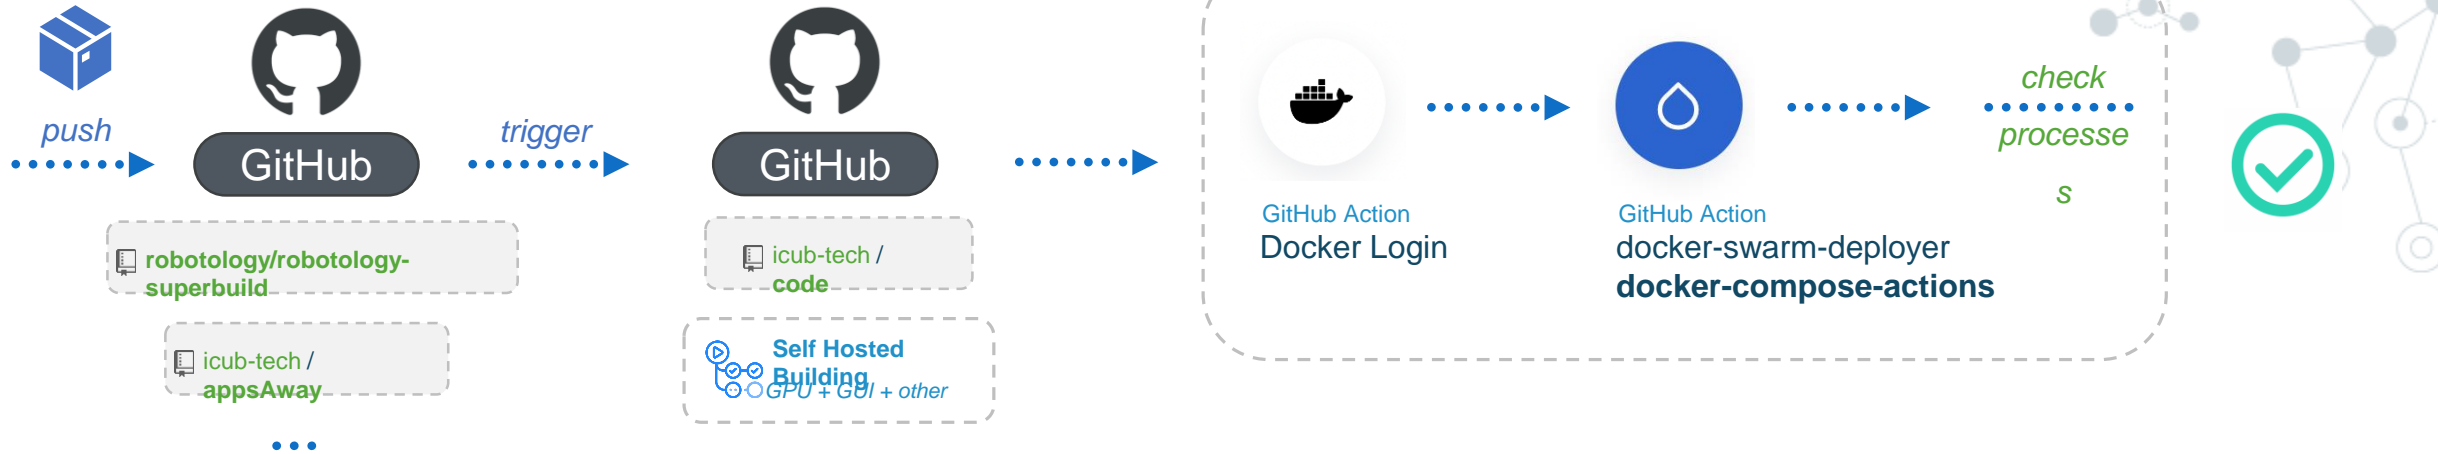 push
GitHub
robotology/robotology-
superbuild
icub-tech /
appsAway
trigger
GitHub
icub-tech /
code
Self Hosted
Building
GPU + GUI + other
GitHub Action
Docker Login
GitHub Action
docker-swarm-deployer
docker-compose-actions
check
processe
s